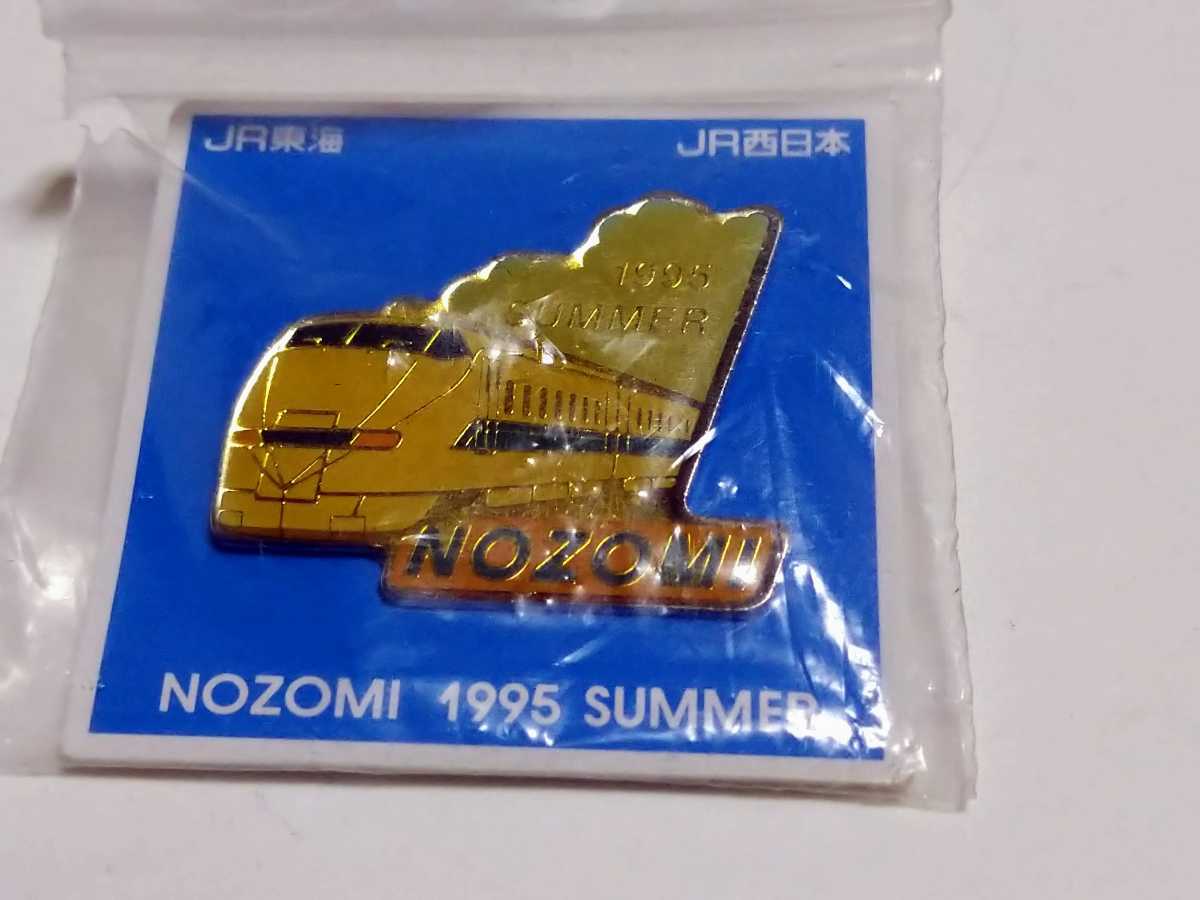 JR東海
JR西日本
1995
SUMMER
NOZOMI
NOZOMI 1995 SUMMER